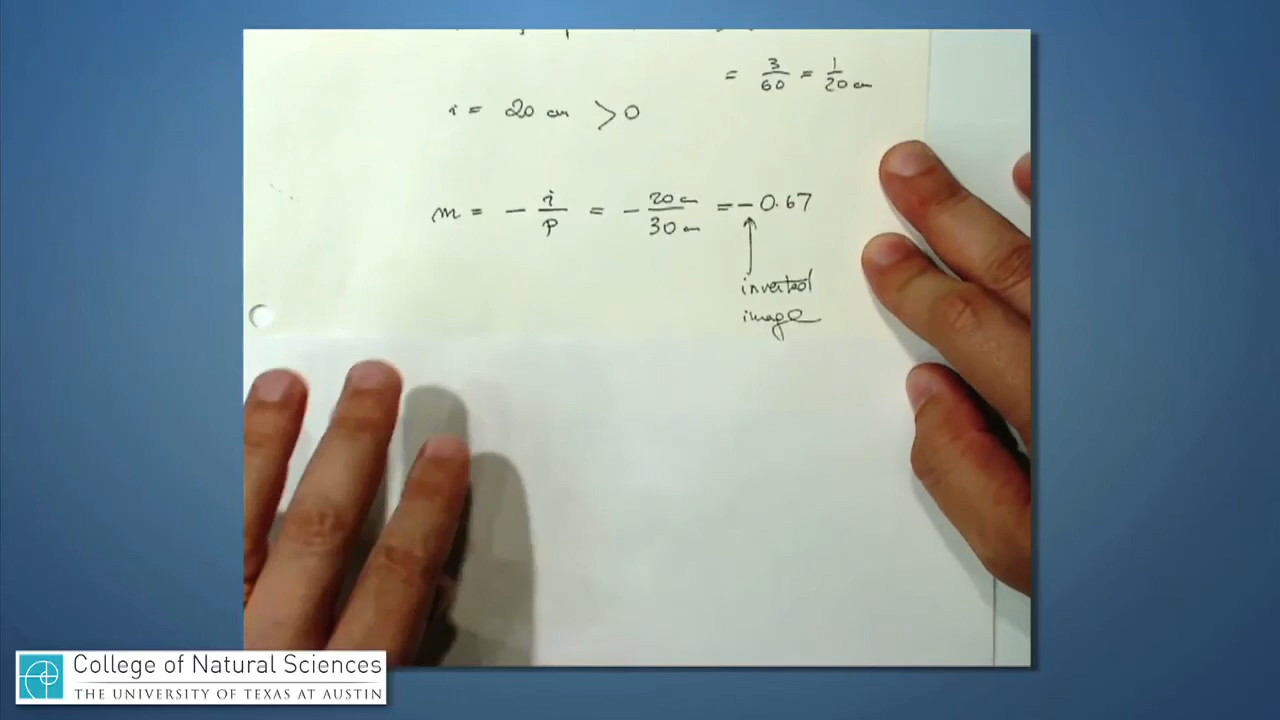 = 3/60 = 1/20 cm
i = 20 cm > 0
m = - i/p = - 20 cm/30 cm = - 0.67
inverted
image
College of Natural Sciences
THE UNIVERSITY OF TEXAS AT AUSTIN